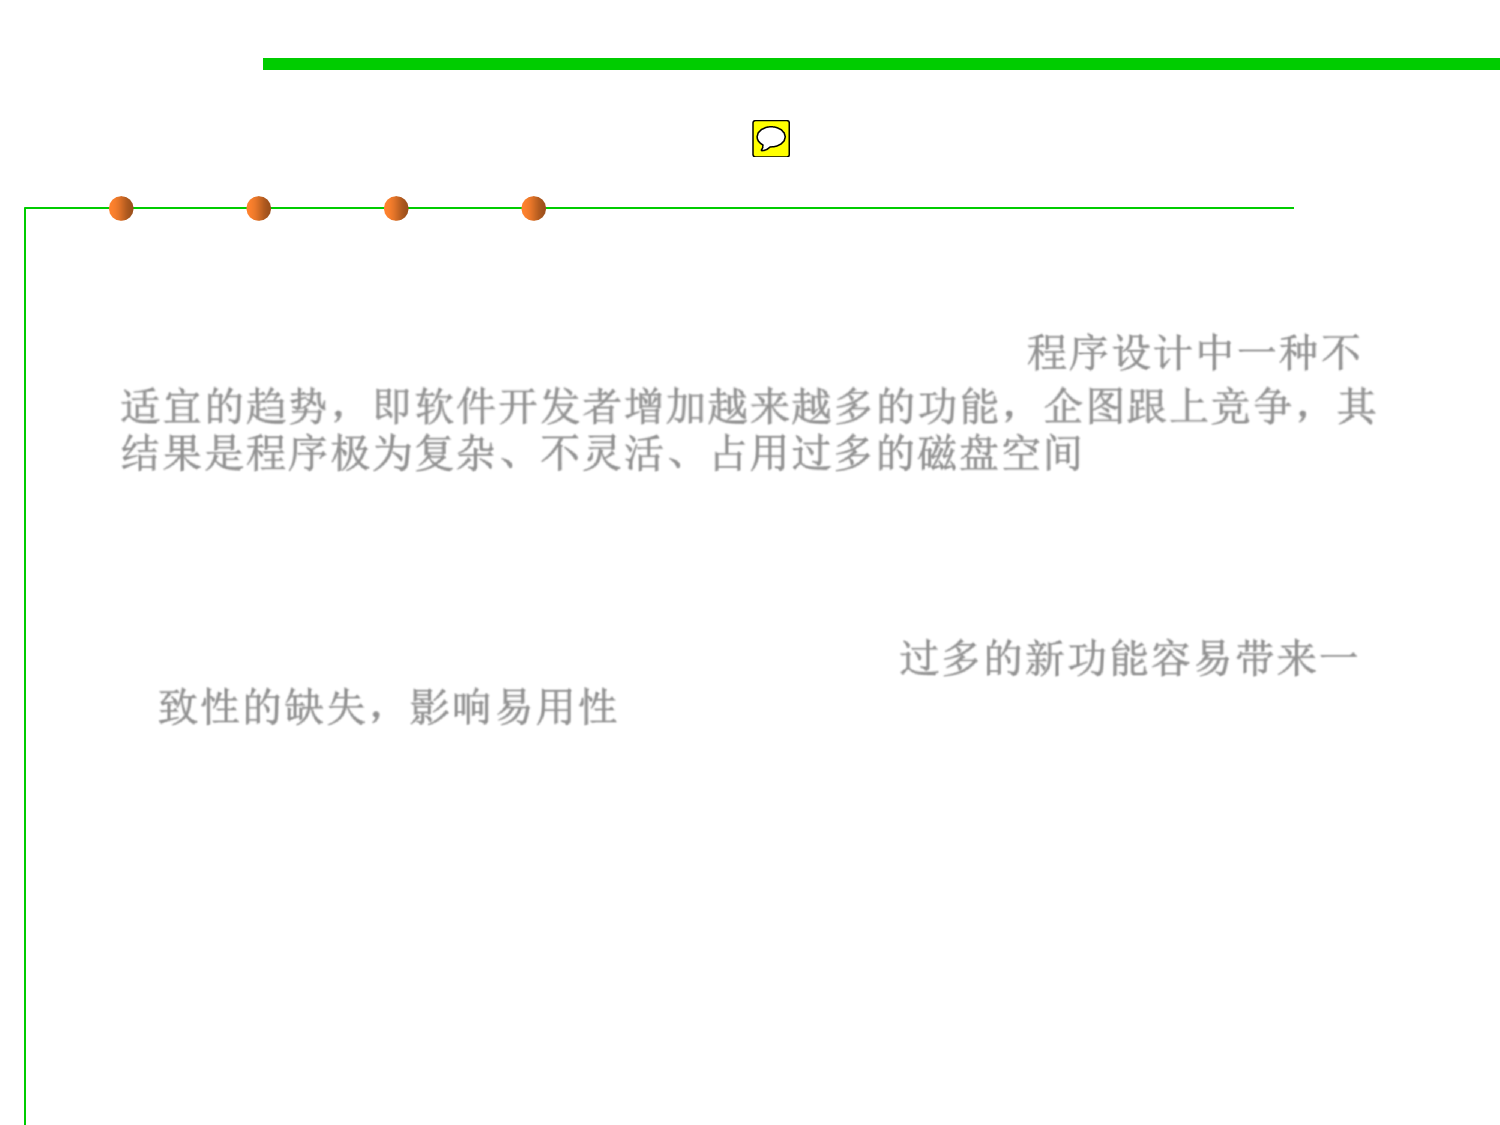 程序设计中一种不
适宜的趋势，即软件开发者增加越来越多的功能，企图跟上竞争，其
结果是程序极为复杂、不灵活、占用过多的磁盘空间
过多的新功能容易带来一
致性的缺失，影响易用性